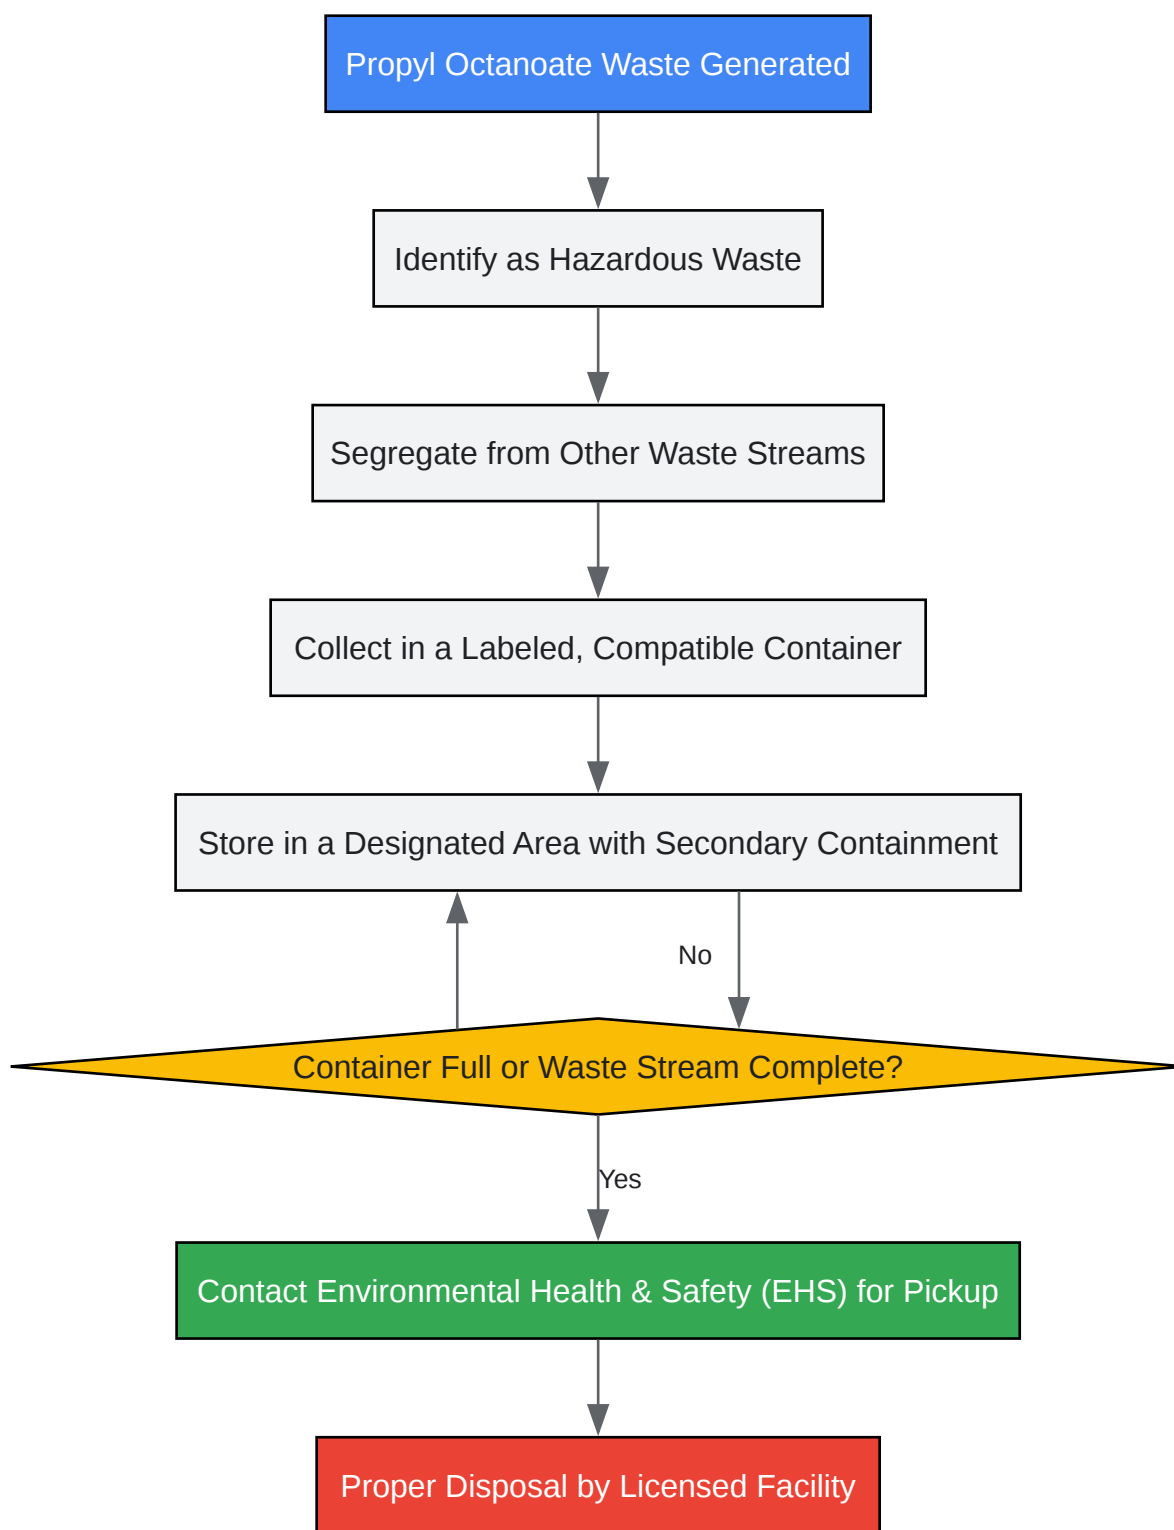 Propyl Octanoate Waste Generated
Identify as Hazardous Waste
Segregate from Other Waste Streams
Collect in a Labeled, Compatible Container
Store in a Designated Area with Secondary Containment
No
Container Full or Waste Stream Complete?
Yes
Contact Environmental Health & Safety (EHS) for Pickup
Proper Disposal by Licensed Facility